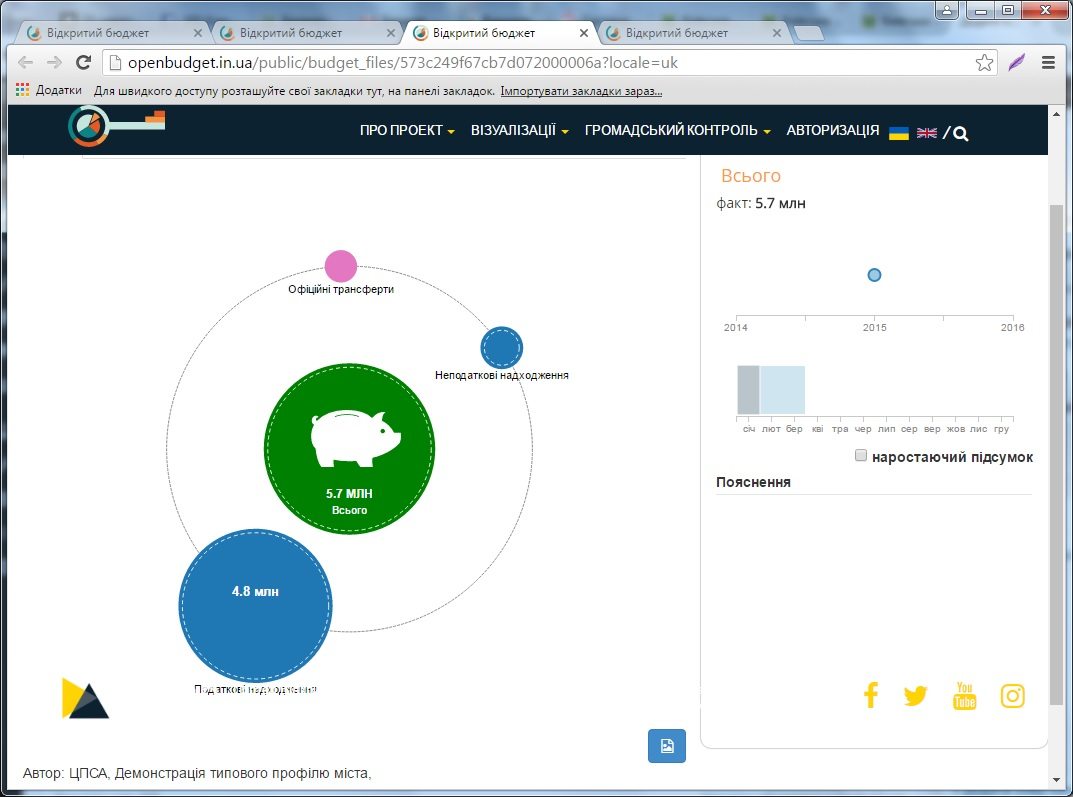 Відкритий бюджет
Відкритий бюджет
Відкритий бюджет
Відкритий бюджет
openbudget.in.ua/public/budget_files/573c249f67cb7d072000006a?locale=uk
Додатки Для швидкого доступу розташуйте свої закладки тут, на панелі закладок. Імпортувати закладки зараз...
ПРО ПРОЕКТ ВІЗУАЛІЗАЦІЇ ГРОМАДСЬКИЙ КОНТРОЛЬ АВТОРИЗАЦІЯ /
Всього
факт: 5.7 млн
Офіційні трансферти
Неподаткові надходження
5.7 МЛН
Всього
4.8 млн
Податкові надходження
2014 2015 2016
січ лют бер кві тра чер лип сер вер жов лис гру
наростаючий підсумок
Пояснення
You
Tube
Автор: ЦПСА, Демонстрація типового профілю міста,